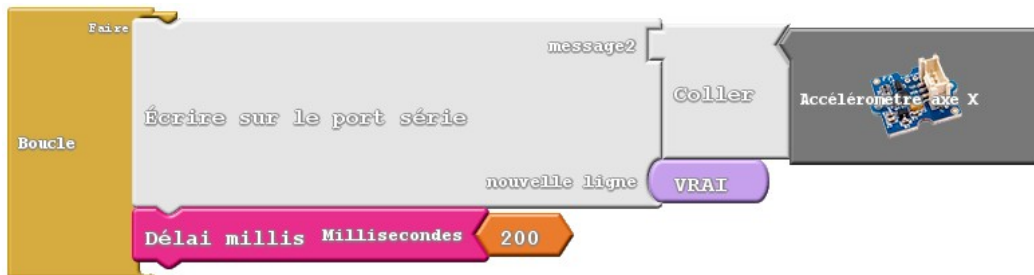 Faire
message2
Coller
Accéléromètre axe X
Écrire sur le port série
Boucle
nouvelle ligne
VRAI
Délai millis Millisecondes 200